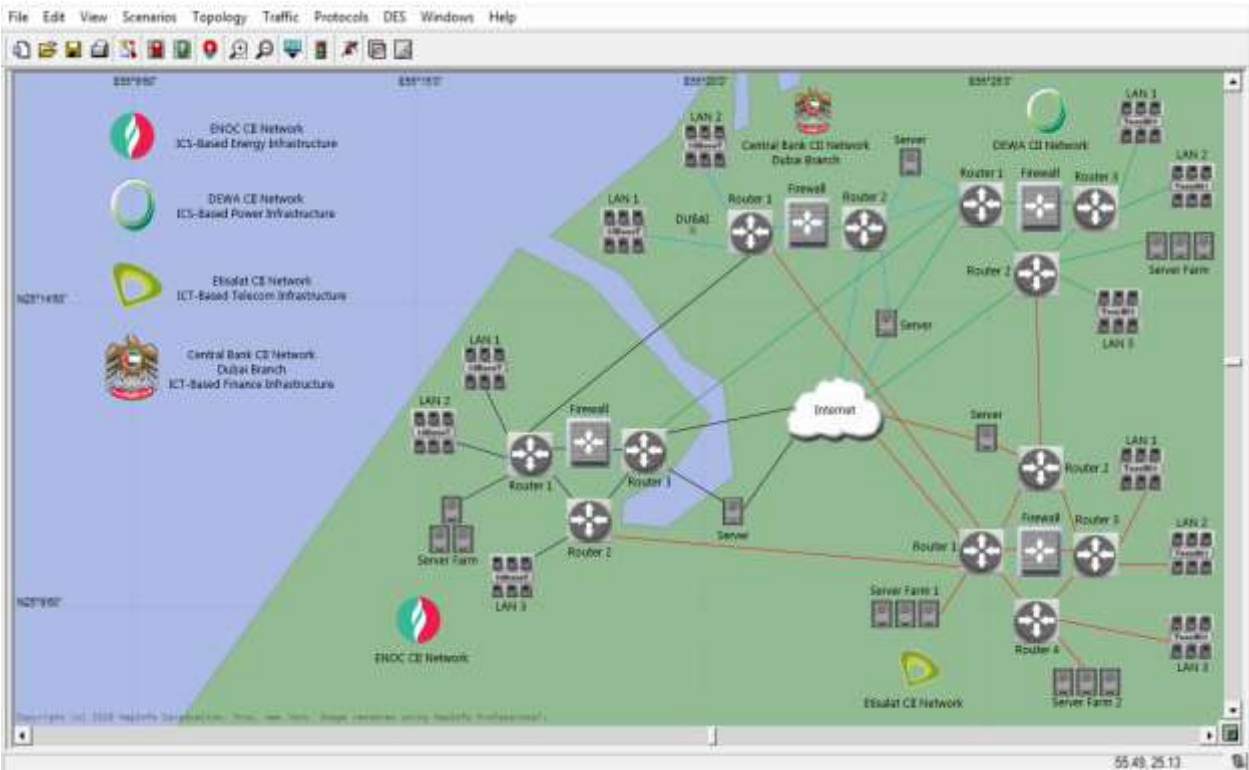 File Edit View Scenarios Topology Traffic Protocols DES Windows Help
ENOC CII Network
ICS-Based Energy Infrastructure
DEWA CII Network
ICS-Based Power Infrastructure
Etisalat CII Network
ICT-Based Telecom Infrastructure
Central Bank CII Network
Dubai Branch
ICT-Based Finance Infrastructure
LAN 2
Central Bank CII Network
Dubai Branch
Server
DEWA CII Network
LAN 1
LAN 2
LAN 1
DUBAI
Router 1
Firewall
Router 2
Router 1
Firewall
Router 3
Router 2
Server Farm
LAN 3
Server
LAN 1
LAN 2
Firewall
Router 1
Router 3
Internet
Server
Server Farm
Router 2
LAN 3
Server
ENOC CII Network
Router 2
LAN 1
Router 1
Firewall
Router 3
LAN 2
Server Farm 1
Router 4
LAN 3
Server Farm 2
Etisalat CII Network
55.49, 25.13